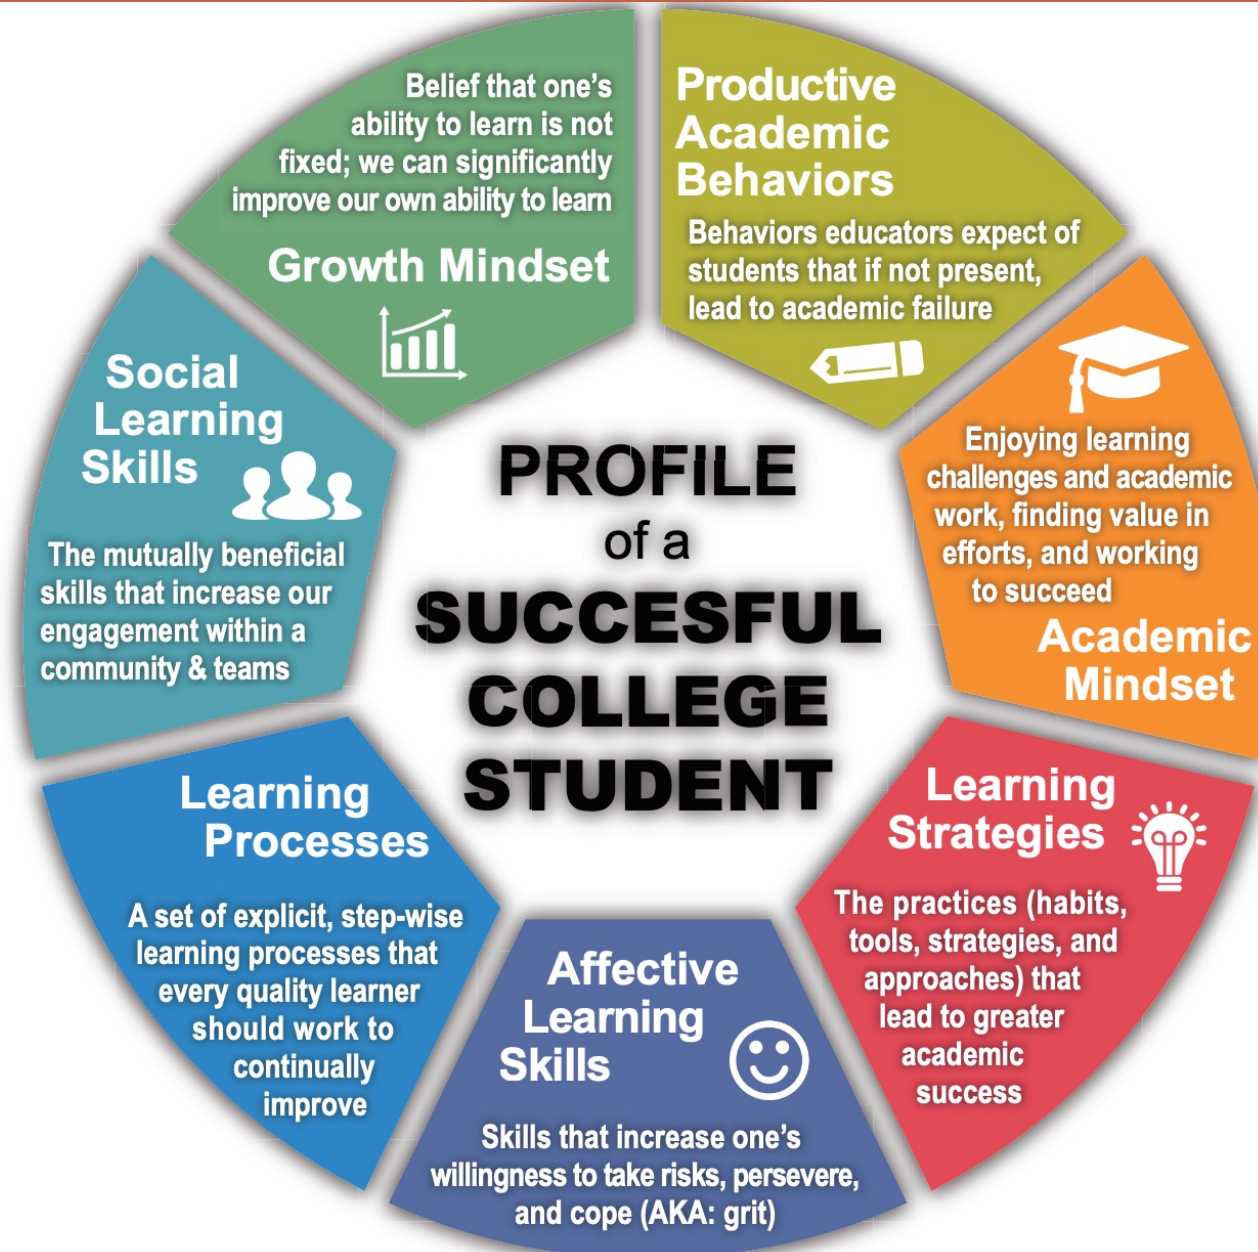 PROFILE
of a
SUCCESFUL
COLLEGE
STUDENT
Belief that one's
ability to learn is not
fixed; we can significantly
improve our own ability to learn
Growth Mindset
Productive
Academic
Behaviors
Behaviors educators expect of
students that if not present,
lead to academic failure
Enjoying learning
challenges and academic
work, finding value in
efforts, and working
to succeed
Academic
Mindset
Learning
Strategies
The practices (habits,
tools, strategies, and
approaches) that
lead to greater
academic
success
Affective
Learning
Skills
Skills that increase one's
willingness to take risks, persevere,
and cope (AKA: grit)
Learning
Processes
A set of explicit, step-wise
learning processes that
every quality learner
should work to
continually
improve
Social
Learning
Skills
The mutually beneficial
skills that increase our
engagement within a
community & teams